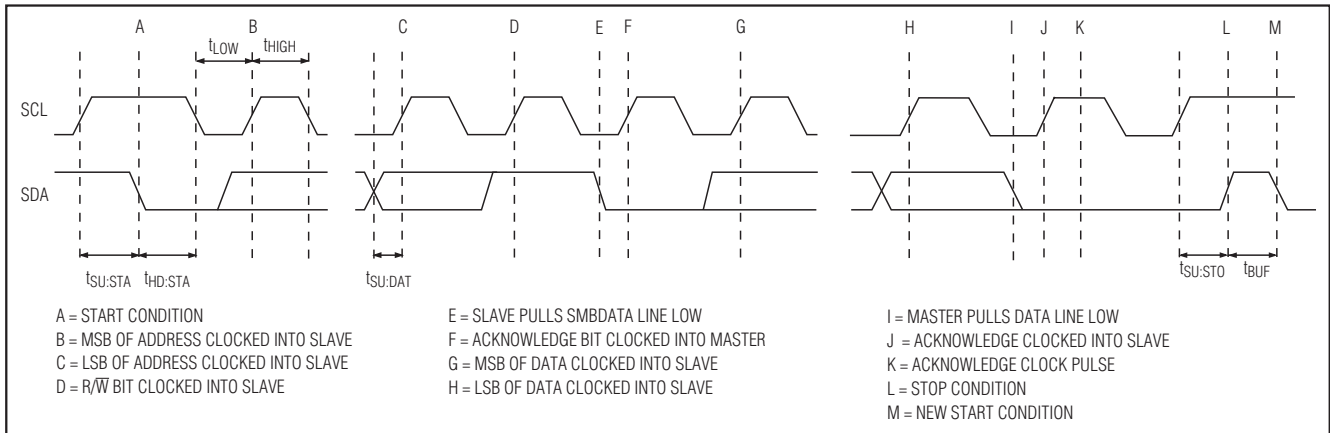 A B C D E F G H I J K L M
tLOW tHIGH
SCL
SDA
tSU:STA tHD:STA tSU:DAT tSU:STO tBUF
A = START CONDITION
B = MSB OF ADDRESS CLOCKED INTO SLAVE
C = LSB OF ADDRESS CLOCKED INTO SLAVE
D = R/W̅ BIT CLOCKED INTO SLAVE
E = SLAVE PULLS SMBDATA LINE LOW
F = ACKNOWLEDGE BIT CLOCKED INTO MASTER
G = MSB OF DATA CLOCKED INTO SLAVE
H = LSB OF DATA CLOCKED INTO SLAVE
I = MASTER PULLS DATA LINE LOW
J = ACKNOWLEDGE CLOCKED INTO SLAVE
K = ACKNOWLEDGE CLOCK PULSE
L = STOP CONDITION
M = NEW START CONDITION